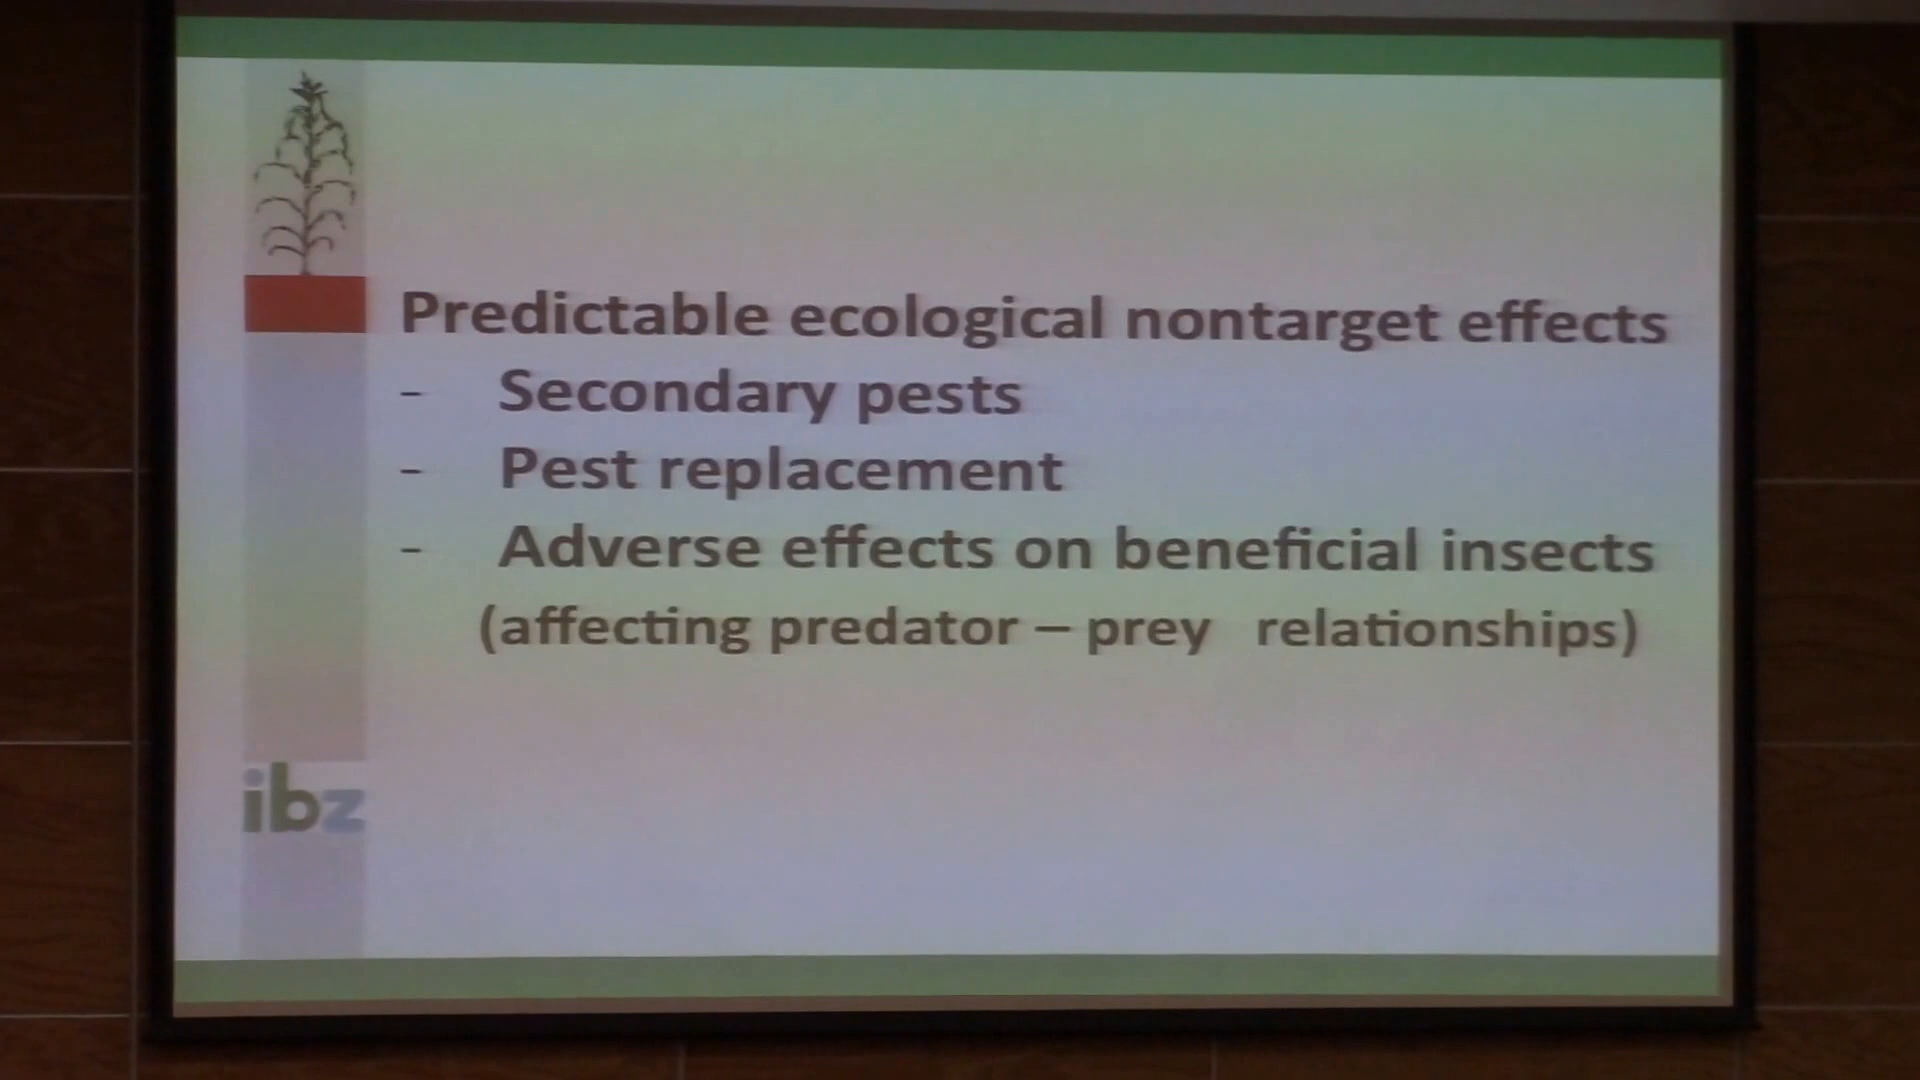 Predictable ecological nontarget effects
- Secondary pests
- Pest replacement
- Adverse effects on beneficial insects
(affecting predator – prey relationships)
ibz